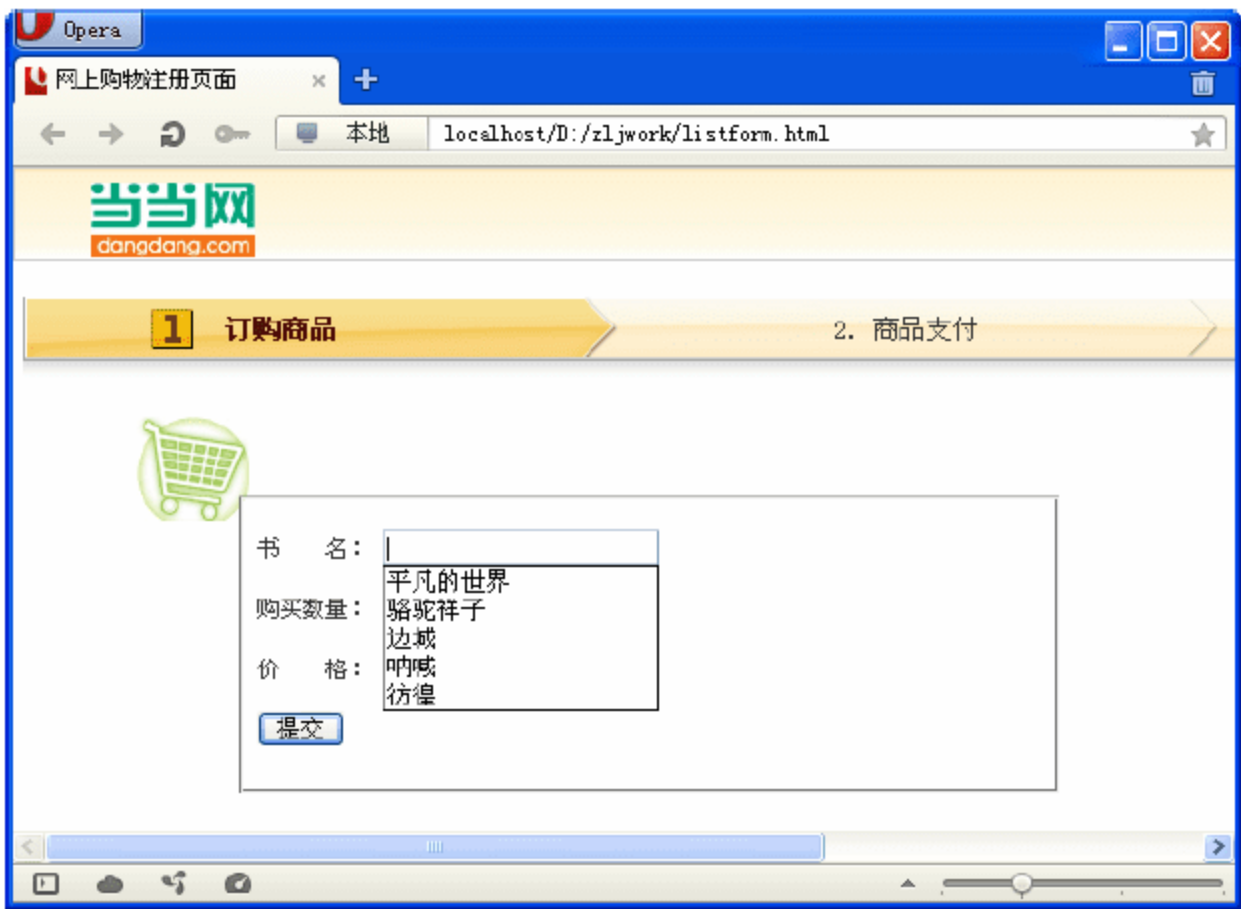 Opera
网上购物注册页面
本地 localhost/D:/zljwork/listform.html
当当网
dangdang.com
1 订购商品 2. 商品支付
书 名：
平凡的世界
购买数量： 骆驼祥子
边城
价 格： 呐喊
彷徨
提交